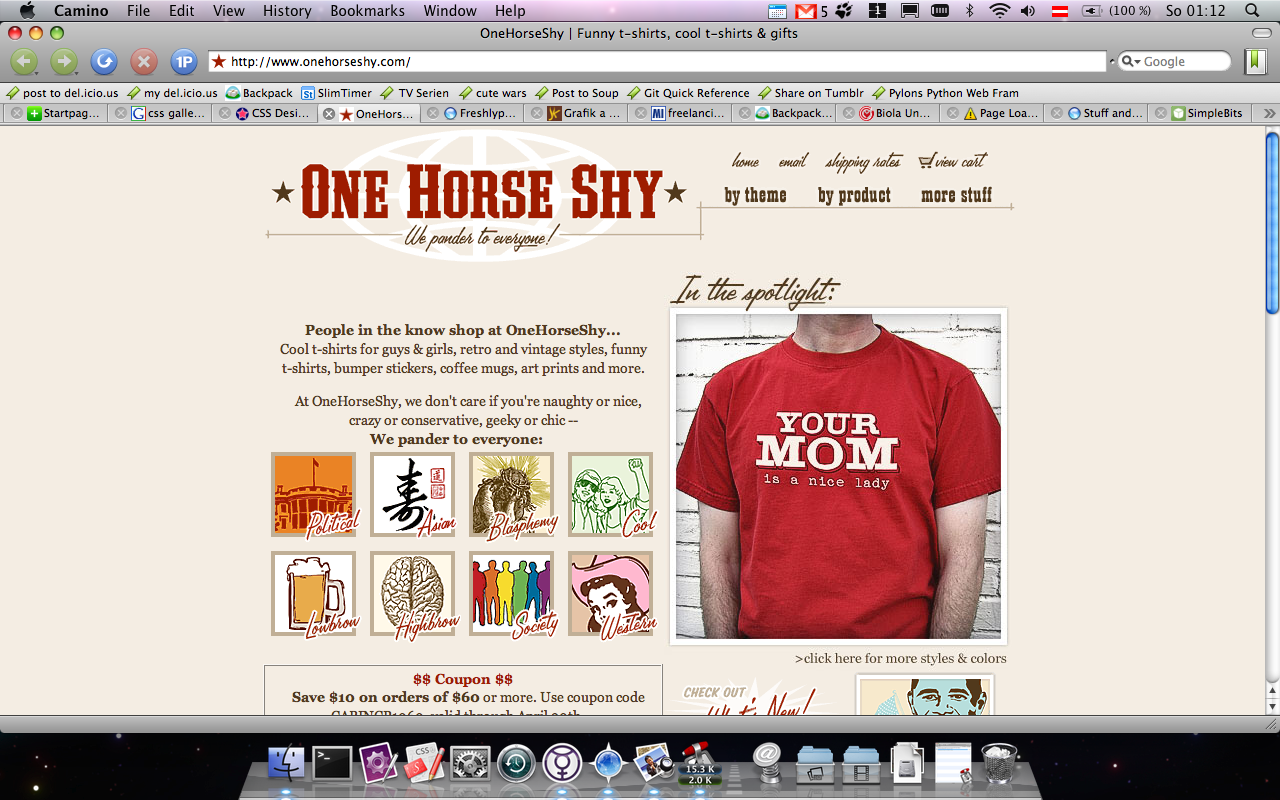 Camino File Edit View History Bookmarks Window Help 5 1 (100 %) So 01:12
OneHorseShy | Funny t-shirts, cool t-shirts & gifts
1P http://www.onehorseshy.com/ Google
post to del.icio.us my del.icio.us Backpack SlimTimer TV Serien cute wars Post to Soup Git Quick Reference Share on Tumblr Pylons Python Web Fram
Startpag... css galle... CSS Desi... OneHors... Freshlyp... Grafik a ... freelanci... Backpack... Biola Un... Page Loa... Stuff and... SimpleBits
home email shipping rates view cart
ONE HORSE SHY
by theme by product more stuff
We pander to everyone!
In the spotlight:
People in the know shop at OneHorseShy...
Cool t-shirts for guys & girls, retro and vintage styles, funny
t-shirts, bumper stickers, coffee mugs, art prints and more.
At OneHorseShy, we don't care if you're naughty or nice,
crazy or conservative, geeky or chic --
We pander to everyone:
YOUR
MOM
is a nice lady
Political Asian Blasphemy Cool
寿
Lowbrow Highbrow Society Western
>click here for more styles & colors
$$ Coupon $$
Save $10 on orders of $60 or more. Use coupon code
CHECK OUT
What's New!
CSS
15.3 K
2.0 K